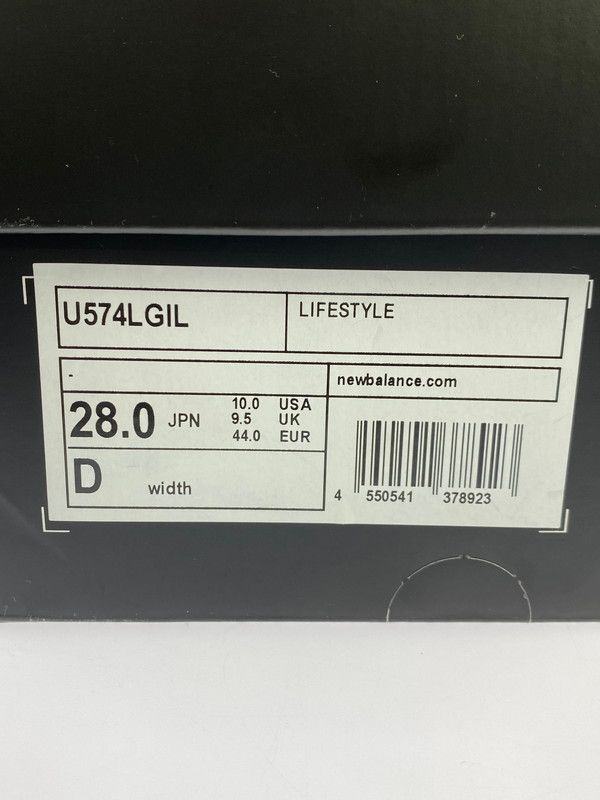 U574LGIL
LIFESTYLE
-
newbalance.com
28.0 JPN
10.0 USA
9.5 UK
44.0 EUR
D width
4 550541 378923